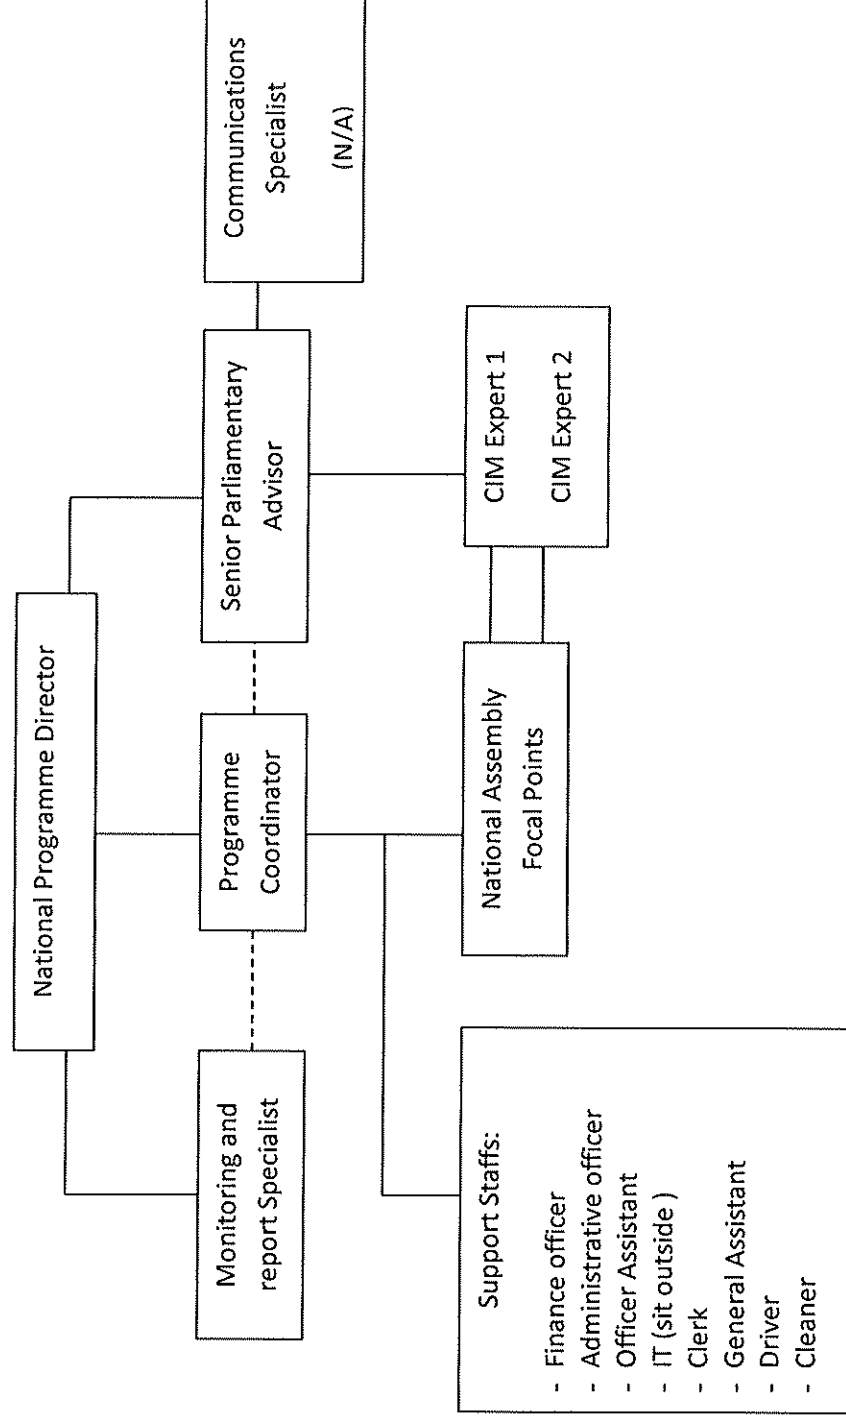 National Programme Director
Monitoring and
report Specialist
Programme
Coordinator
Senior Parliamentary
Advisor
Communications
Specialist
(N/A)
Support Staffs:
- Finance officer
- Administrative officer
- Officer Assistant
- IT (sit outside )
- Clerk
- General Assistant
- Driver
- Cleaner
National Assembly
Focal Points
CIM Expert 1
CIM Expert 2